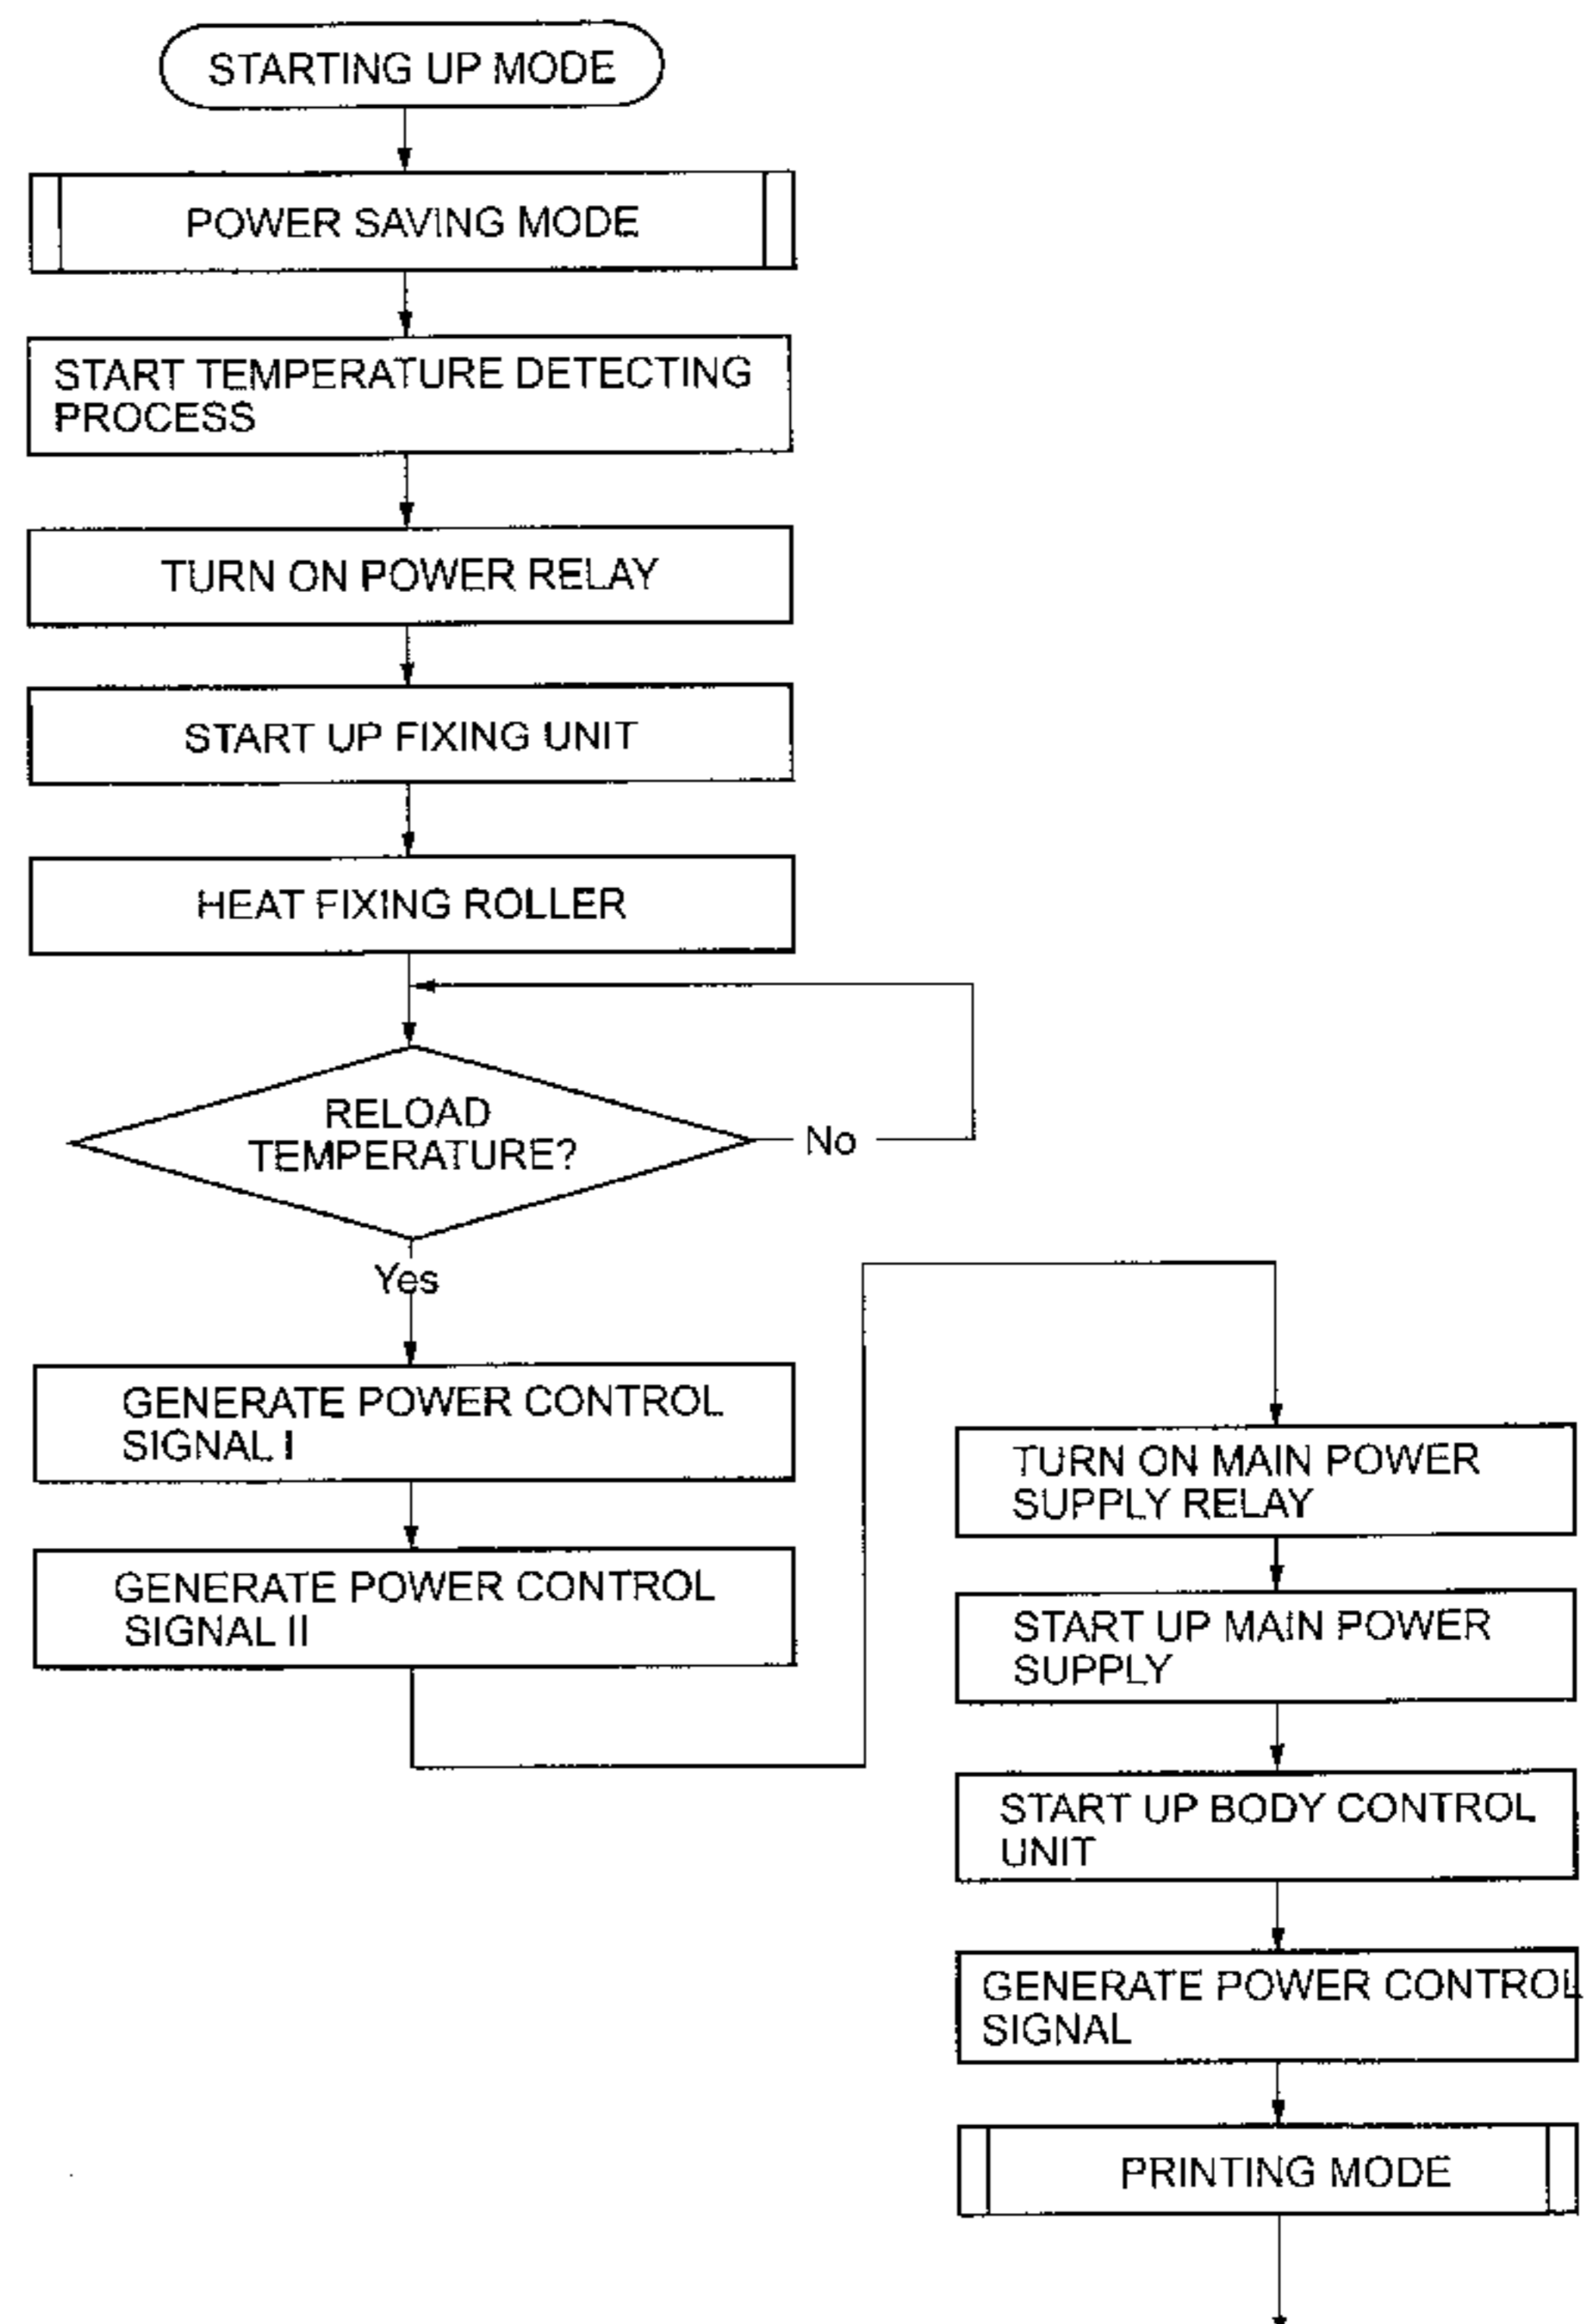 STARTING UP MODE
POWER SAVING MODE
START TEMPERATURE DETECTING
PROCESS
TURN ON POWER RELAY
START UP FIXING UNIT
HEAT FIXING ROLLER
RELOAD
TEMPERATURE?
No
Yes
GENERATE POWER CONTROL
SIGNAL I
GENERATE POWER CONTROL
SIGNAL II
TURN ON MAIN POWER
SUPPLY RELAY
START UP MAIN POWER
SUPPLY
START UP BODY CONTROL
UNIT
GENERATE POWER CONTROL
SIGNAL
PRINTING MODE